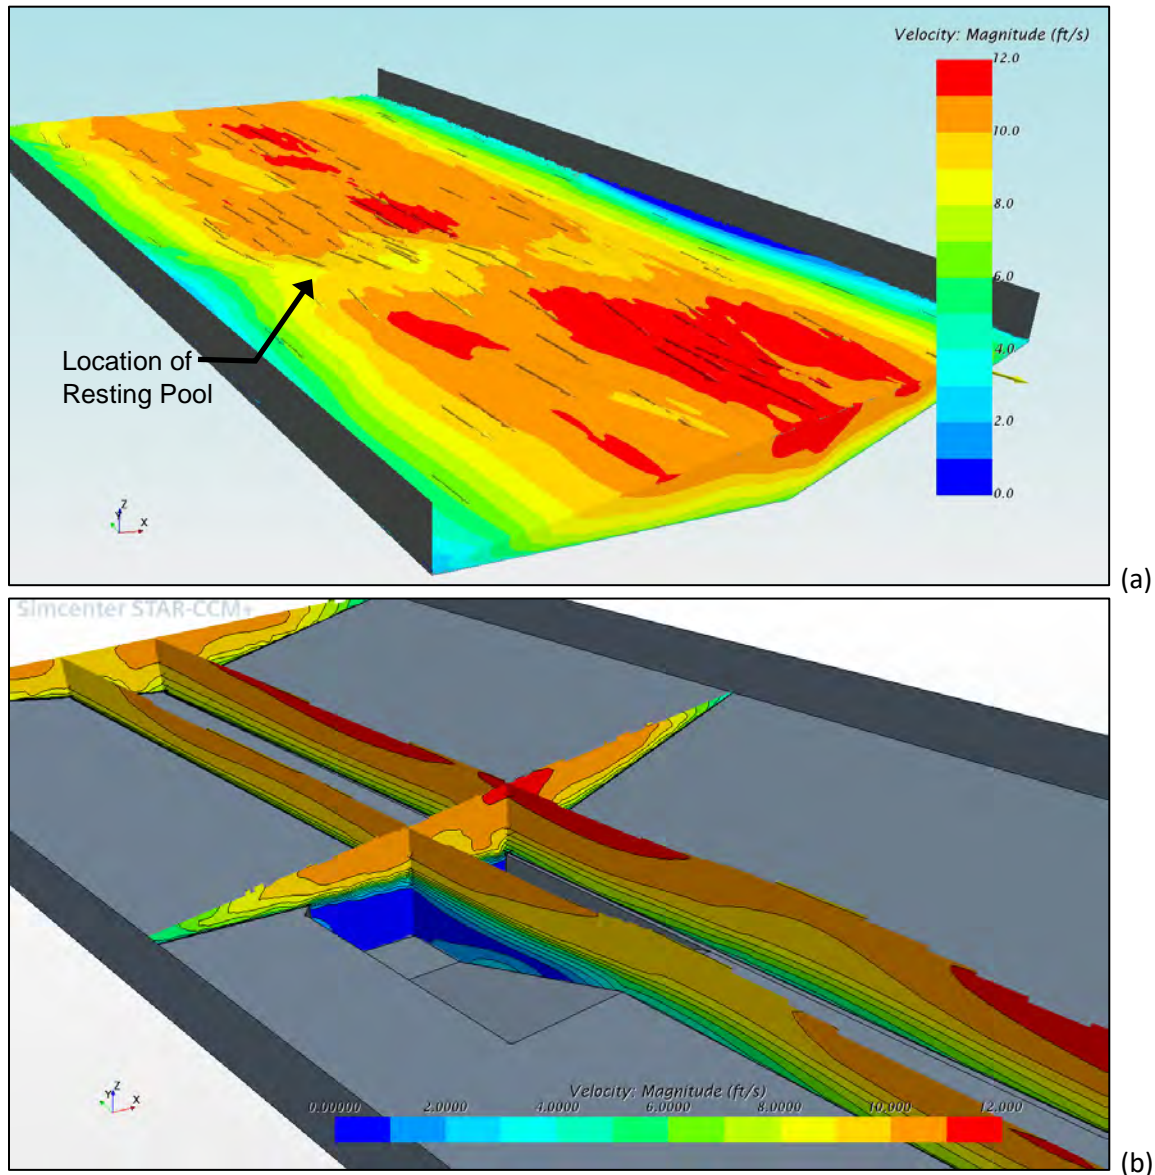 Velocity: Magnitude (ft/s)
12.0
10.0
8.0
6.0
4.0
2.0
0.0
Location of
Resting Pool
Z
Y
X
(a)
Simcenter STAR-CCM+
Z
Y
X
Velocity: Magnitude (ft/s)
0.00000 2.0000 4.0000 6.0000 8.0000 10.000 12.000
(b)